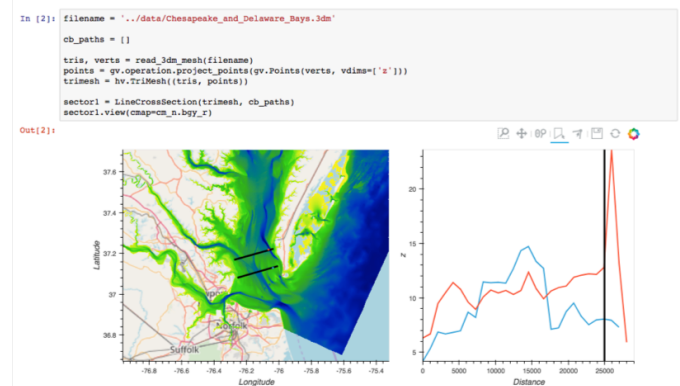 In [2]: filename = '../data/Chesapeake_and_Delaware_Bays.3dm'
cb_paths = []
tris, verts = read_3dm_mesh(filename)
points = gv.operation.project_points(gv.Points(verts, vdims=['z']))
trimesh = hv.TriMesh((tris, points))
sector1 = LineCrossSection(trimesh, cb_paths)
sector1.view(cmap=cm_n.bgy_r)
Out[2]:
37.6
37.4
37.2
37
36.8
Latitude
Norfolk
Suffolk
-76.8 -76.6 -76.4 -76.2 -76 -75.8 -75.6 -75.4
Longitude
20
15
10
5
z
0 5000 10000 15000 20000 25000
Distance